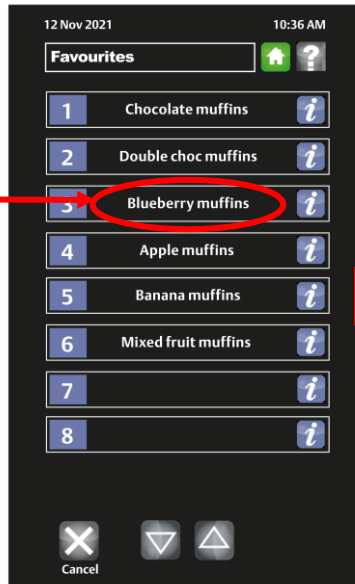 12 Nov 2021 10:36 AM
Favourites ?
1 Chocolate muffins i
2 Double choc muffins i
3 Blueberry muffins i
4 Apple muffins i
5 Banana muffins i
6 Mixed fruit muffins i
7 i
8 i
Cancel